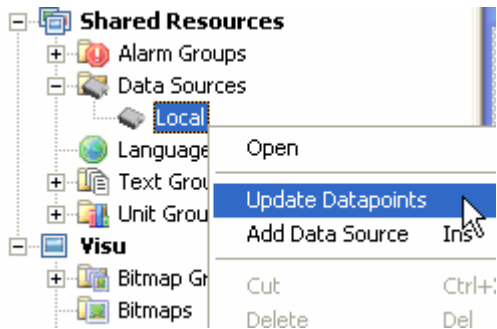 Shared Resources
Alarm Groups
Data Sources
Local
Language
Open
Text Grou
Update Datapoints
Unit Grou
Add Data Source Ins
Visu
Bitmap Gr
Cut Ctrl+
Bitmaps
Delete Del